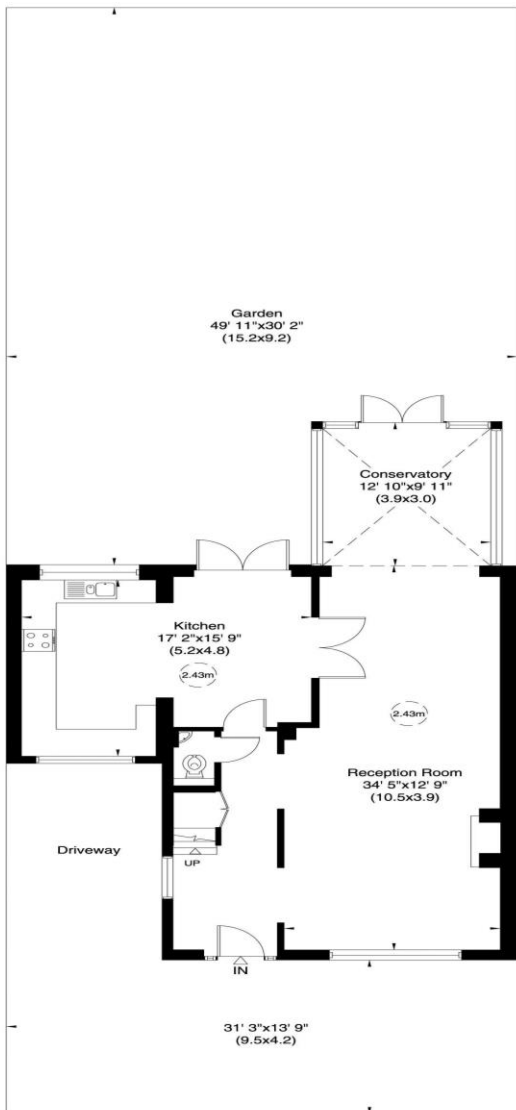 Garden
49' 11"x30' 2"
(15.2x9.2)
Conservatory
12' 10"x9' 11"
(3.9x3.0)
Kitchen
17' 2"x15' 9"
(5.2x4.8)
2.43m
2.43m
Reception Room
34' 5"x12' 9"
(10.5x3.9)
Driveway
UP
IN
31' 3"x13' 9"
(9.5x4.2)